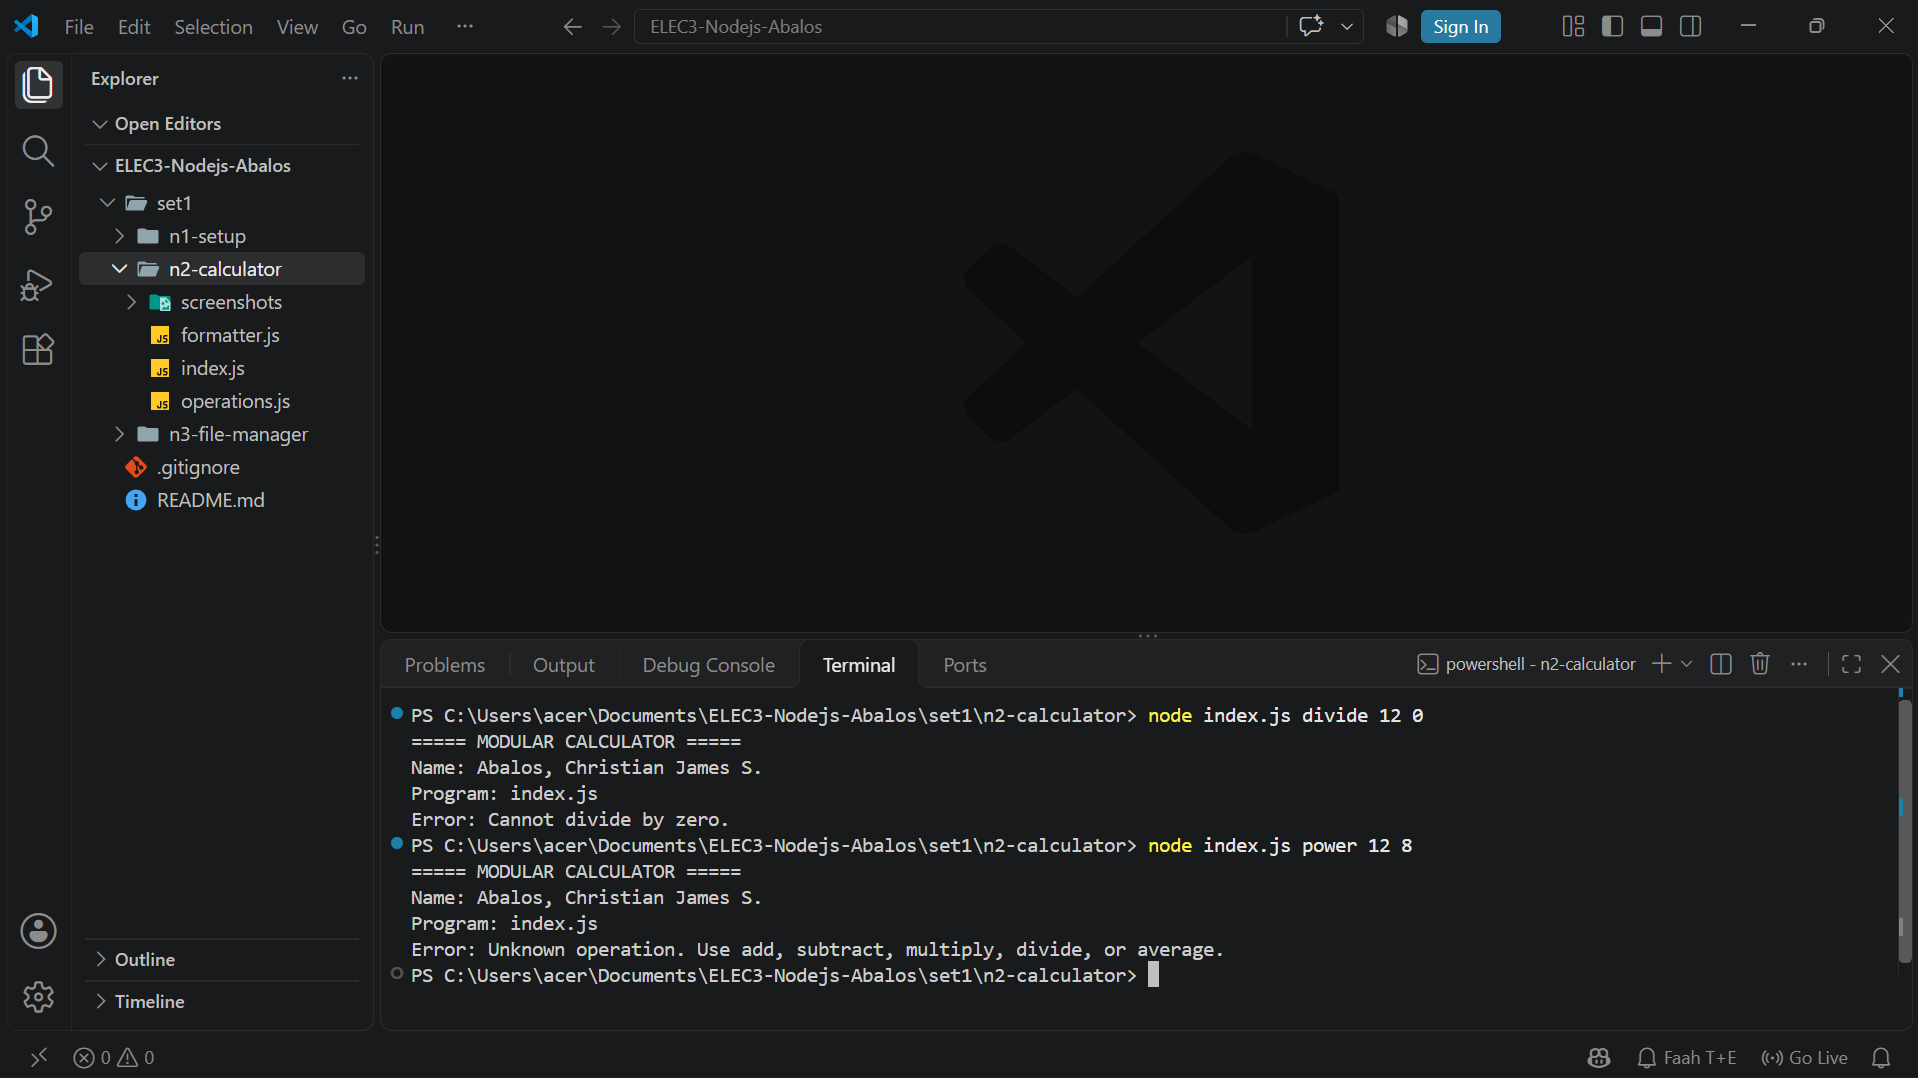 File Edit Selection View Go Run
ELEC3-Nodejs-Abalos
Sign In
Explorer
Open Editors
ELEC3-Nodejs-Abalos
set1
n1-setup
n2-calculator
screenshots
JS formatter.js
JS index.js
JS operations.js
n3-file-manager
.gitignore
README.md
Outline
Timeline
Problems Output Debug Console Terminal Ports
powershell - n2-calculator
PS C:\Users\acer\Documents\ELEC3-Nodejs-Abalos\set1\n2-calculator> node index.js divide 12 0
===== MODULAR CALCULATOR =====
Name: Abalos, Christian James S.
Program: index.js
Error: Cannot divide by zero.
PS C:\Users\acer\Documents\ELEC3-Nodejs-Abalos\set1\n2-calculator> node index.js power 12 8
===== MODULAR CALCULATOR =====
Name: Abalos, Christian James S.
Program: index.js
Error: Unknown operation. Use add, subtract, multiply, divide, or average.
PS C:\Users\acer\Documents\ELEC3-Nodejs-Abalos\set1\n2-calculator>
0 0
Faah T+E
Go Live